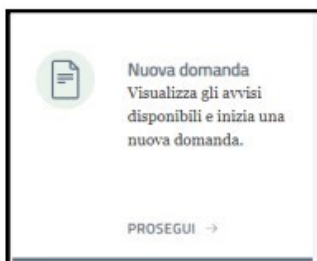 Nuova domanda
Visualizza gli avvisi
disponibili e inizia una
nuova domanda.
PROSEGUI →